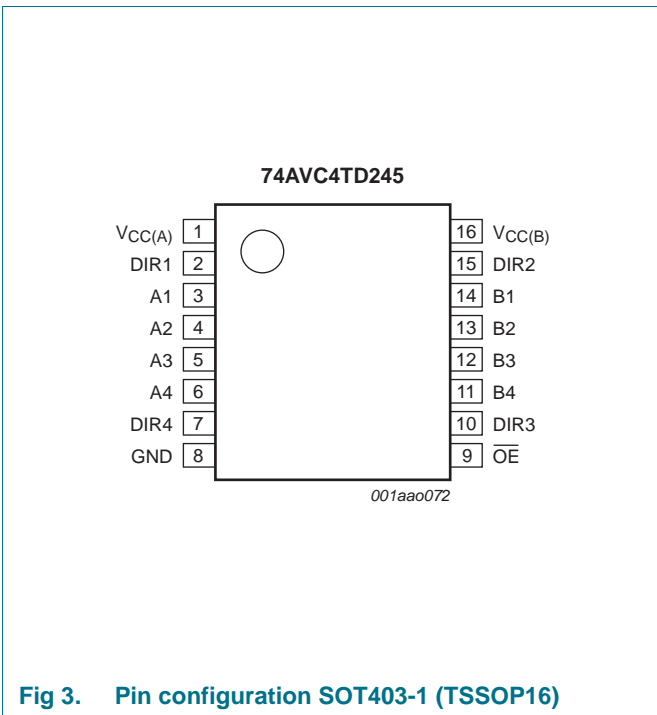 74AVC4TD245
VCC(A) 1 16 VCC(B)
DIR1 2 15 DIR2
A1 3 14 B1
A2 4 13 B2
A3 5 12 B3
A4 6 11 B4
DIR4 7 10 DIR3
GND 8 9 O̅E̅
001aao072
Fig 3. Pin configuration SOT403-1 (TSSOP16)